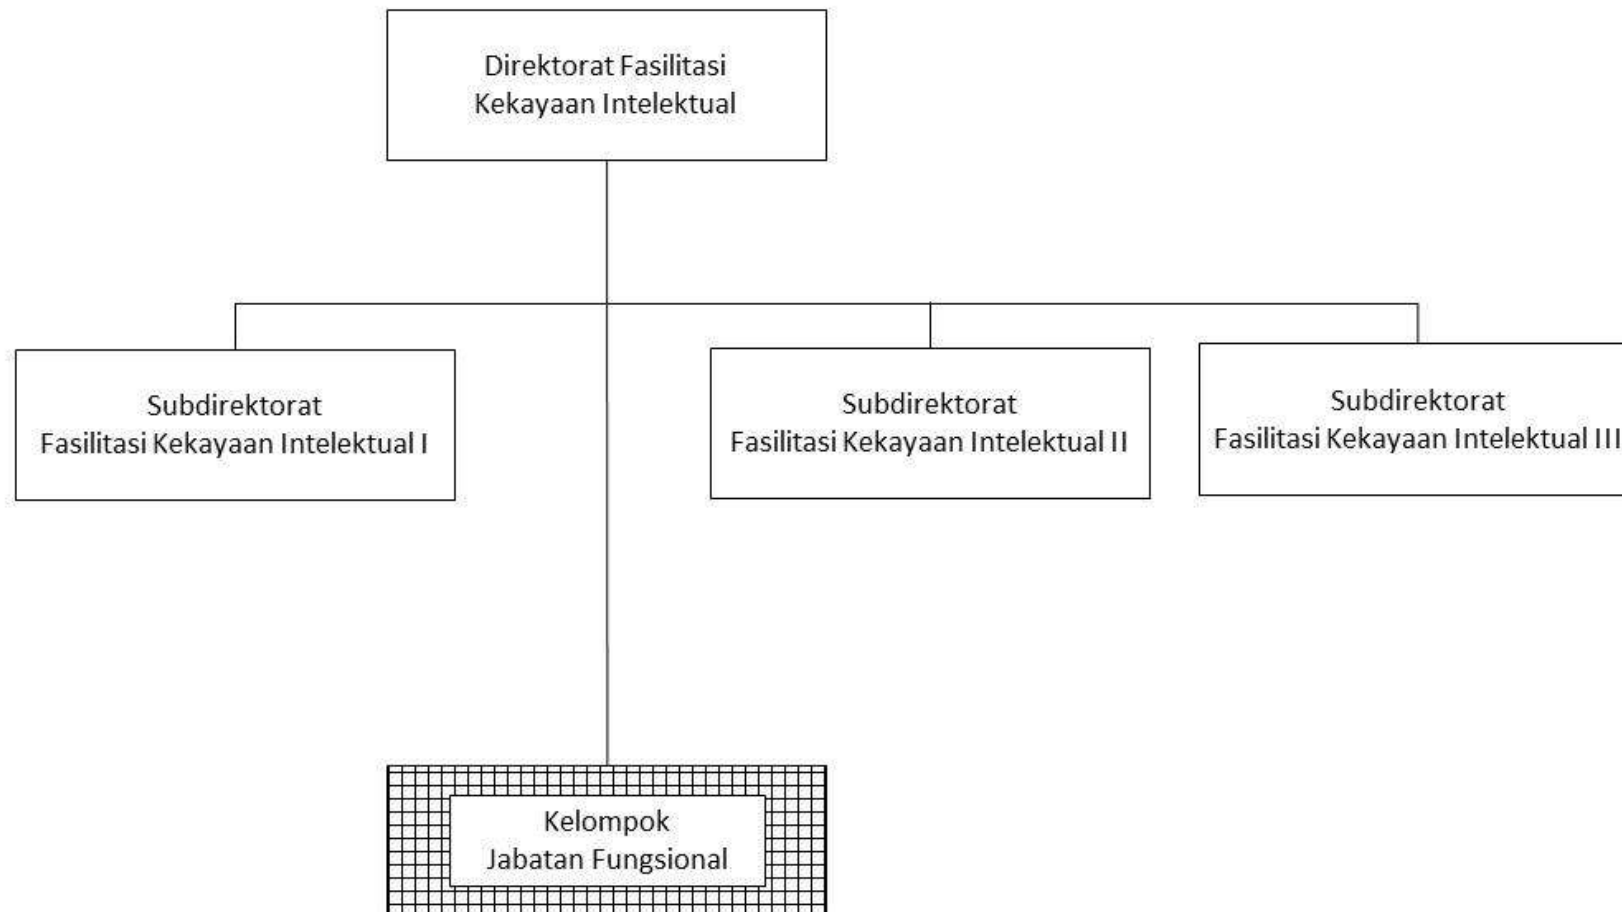 Direktorat Fasilitasi
Kekayaan Intelektual
Subdirektorat
Fasilitasi Kekayaan Intelektual I
Subdirektorat
Fasilitasi Kekayaan Intelektual II
Subdirektorat
Fasilitasi Kekayaan Intelektual III
Kelompok
Jabatan Fungsional